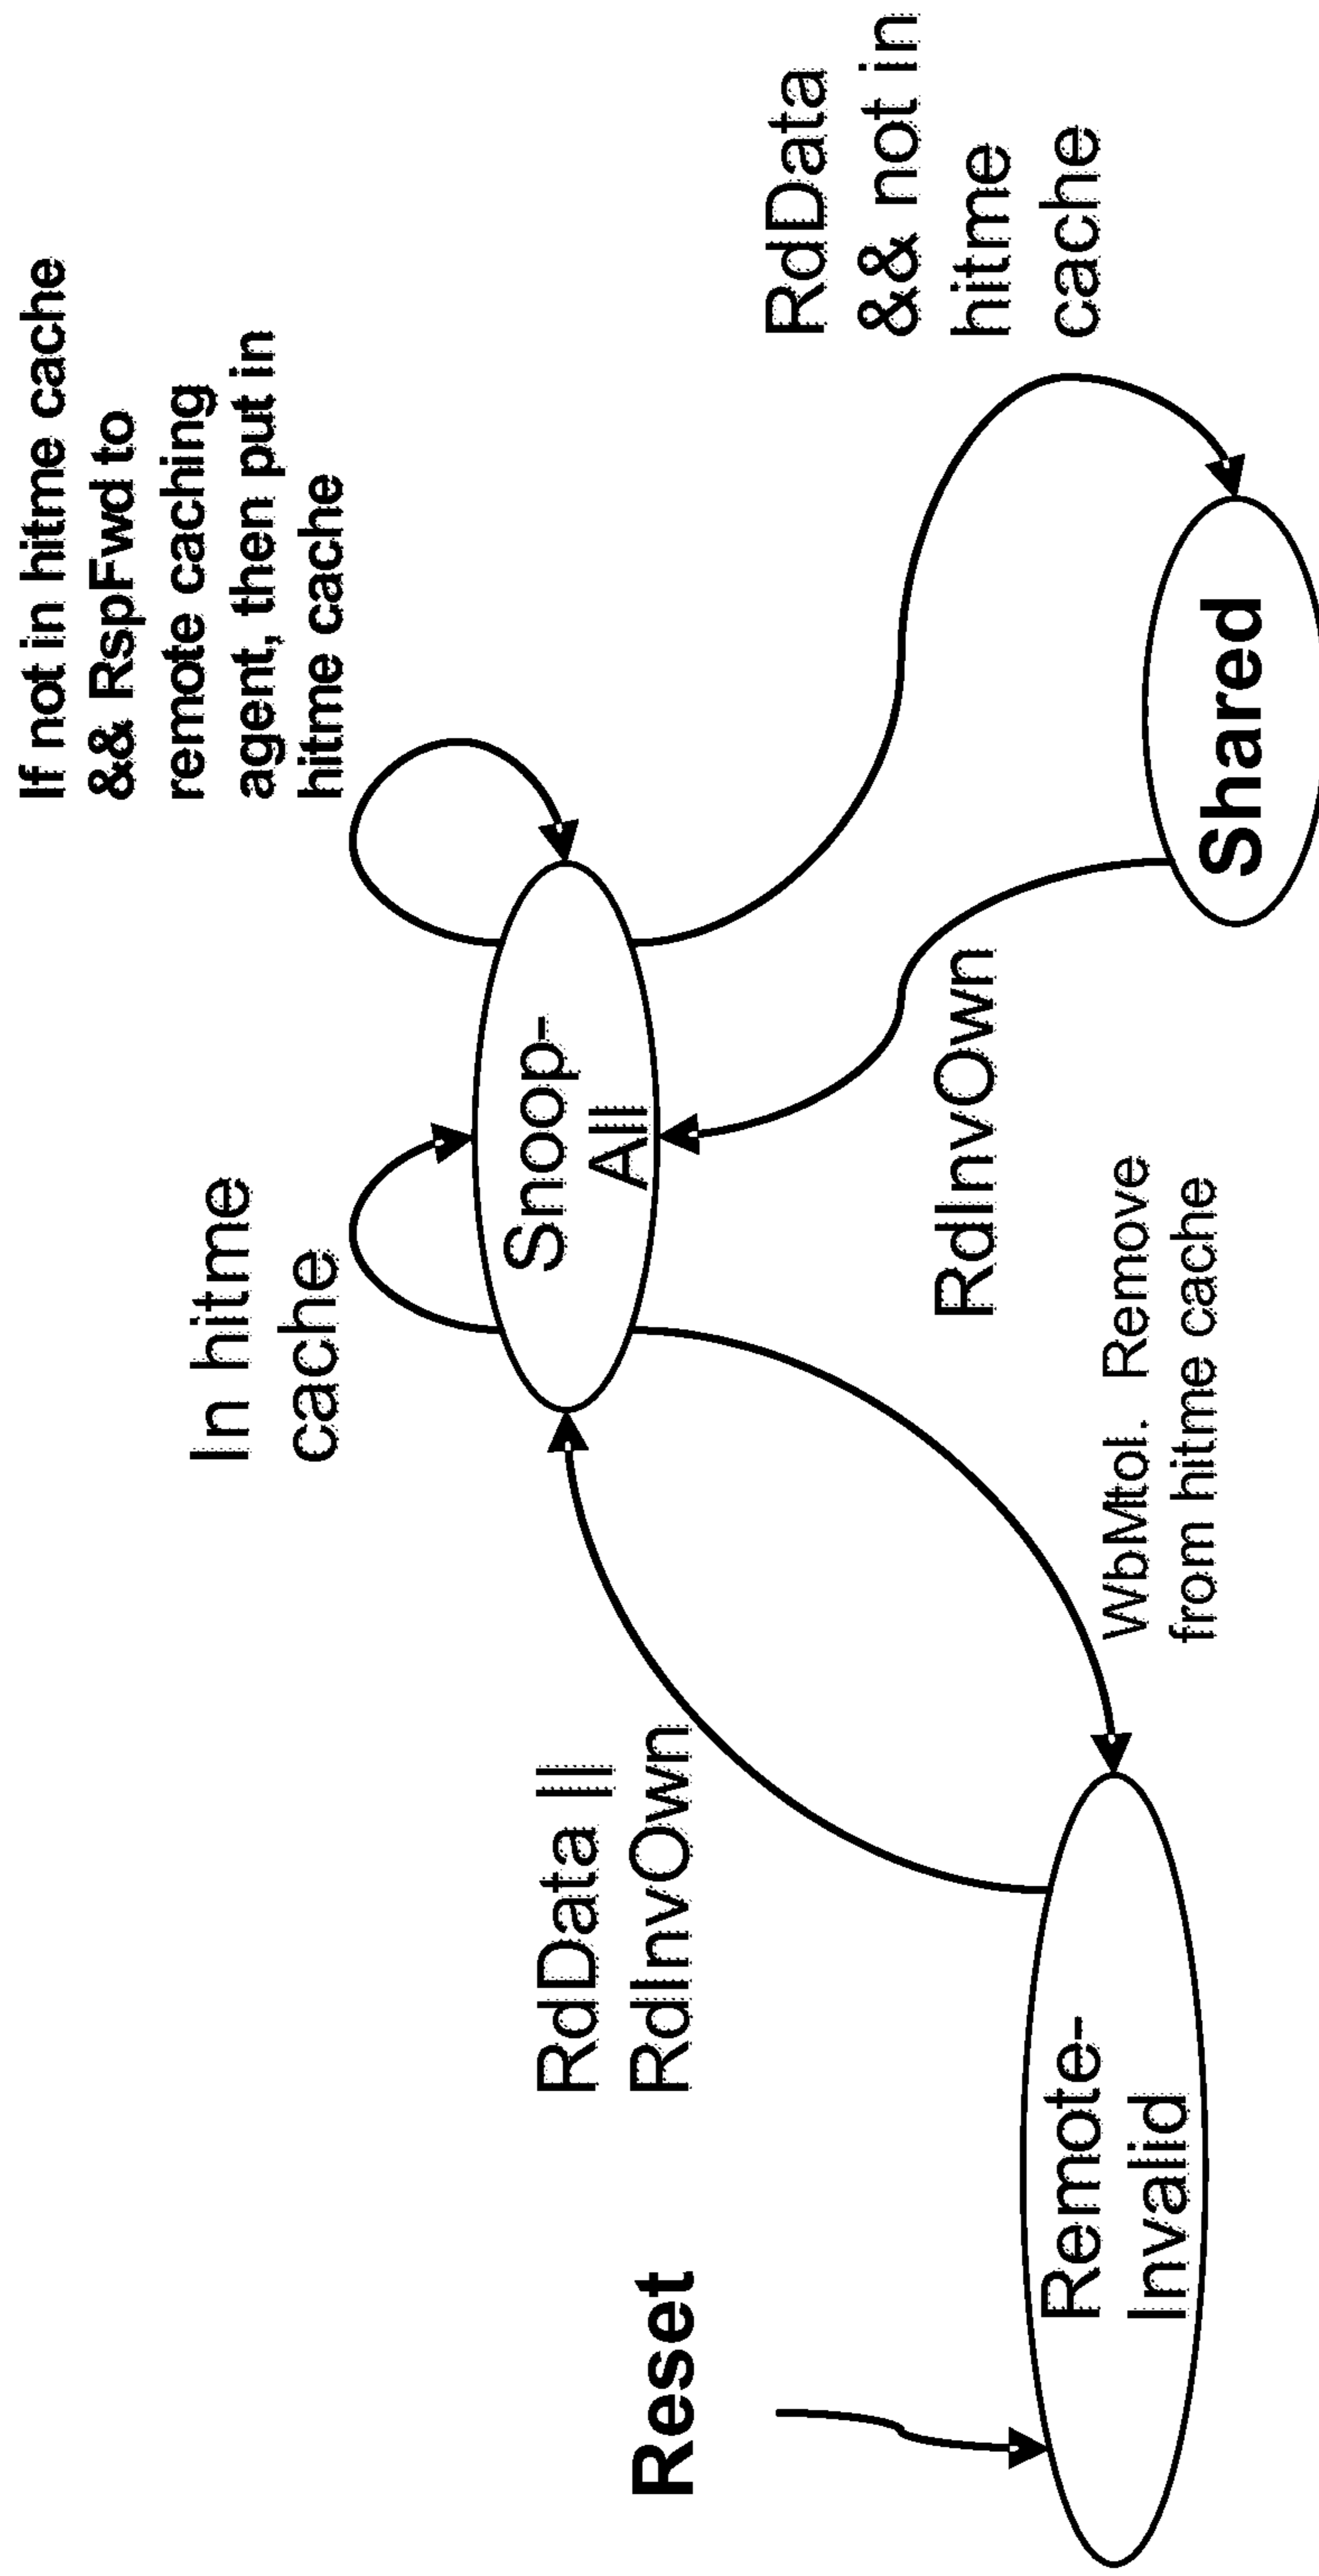 If not in hitme cache
&& RspFwd to
remote caching
agent, then put in
hitme cache
In hitme
cache
RdData
&& not in
hitme
cache
Snoop-
All
RdData ||
RdInvOwn
Reset
RdInvOwn
Shared
WbMtoI. Remove
from hitme cache
Remote-
Invalid